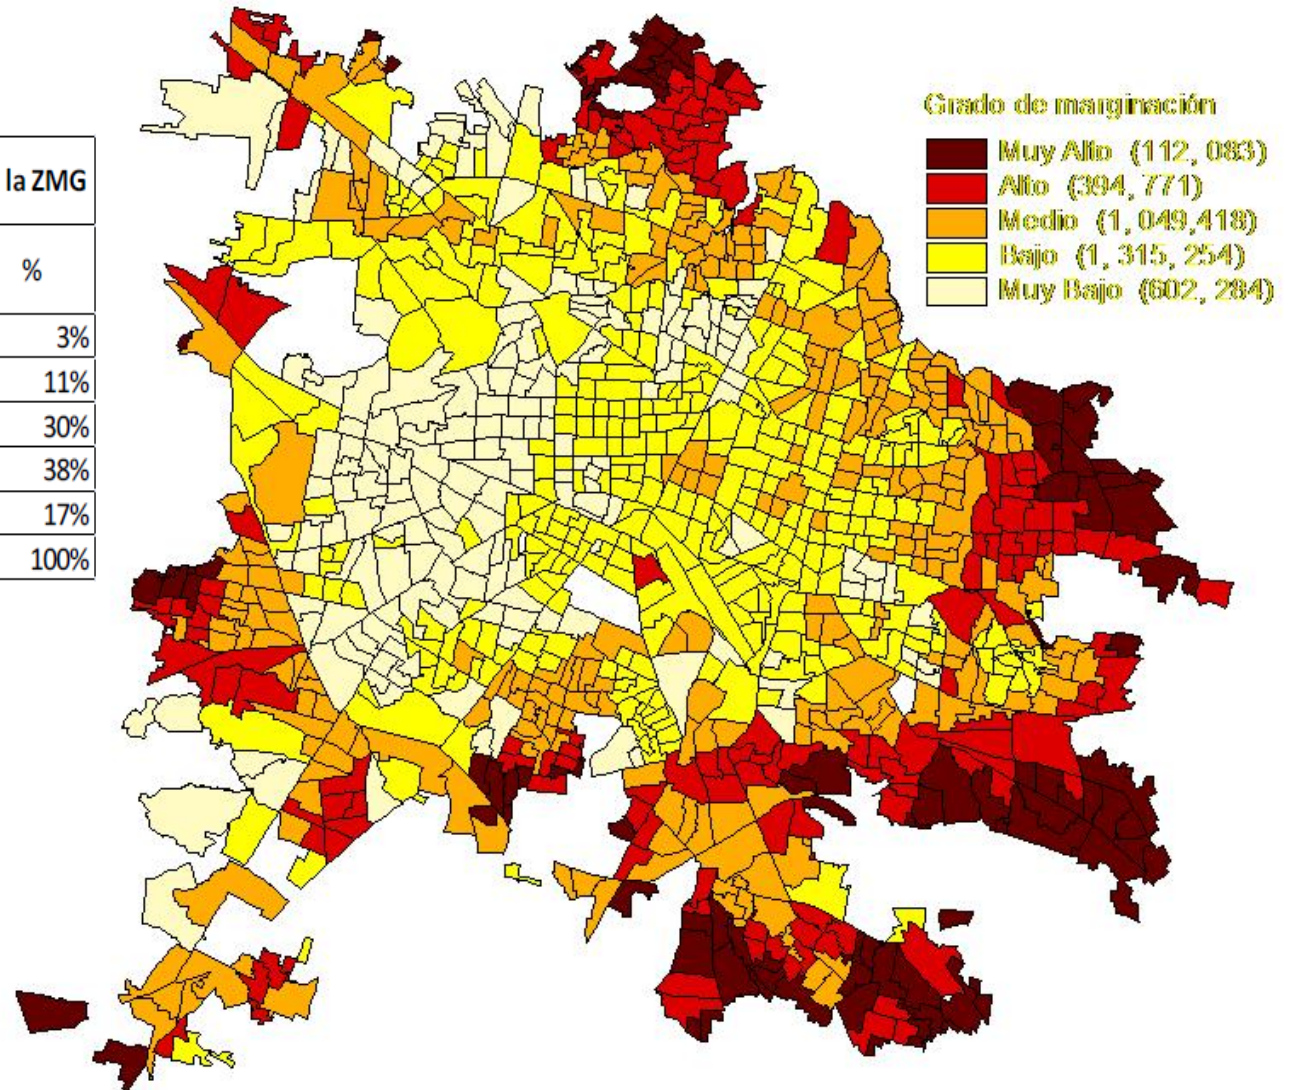 la ZMG
%
3%
11%
30%
38%
17%
100%
Grado de marginación
Muy Alto (112, 083)
Alto (394, 771)
Medio (1, 049,418)
Bajo (1, 315, 254)
Muy Bajo (602, 284)